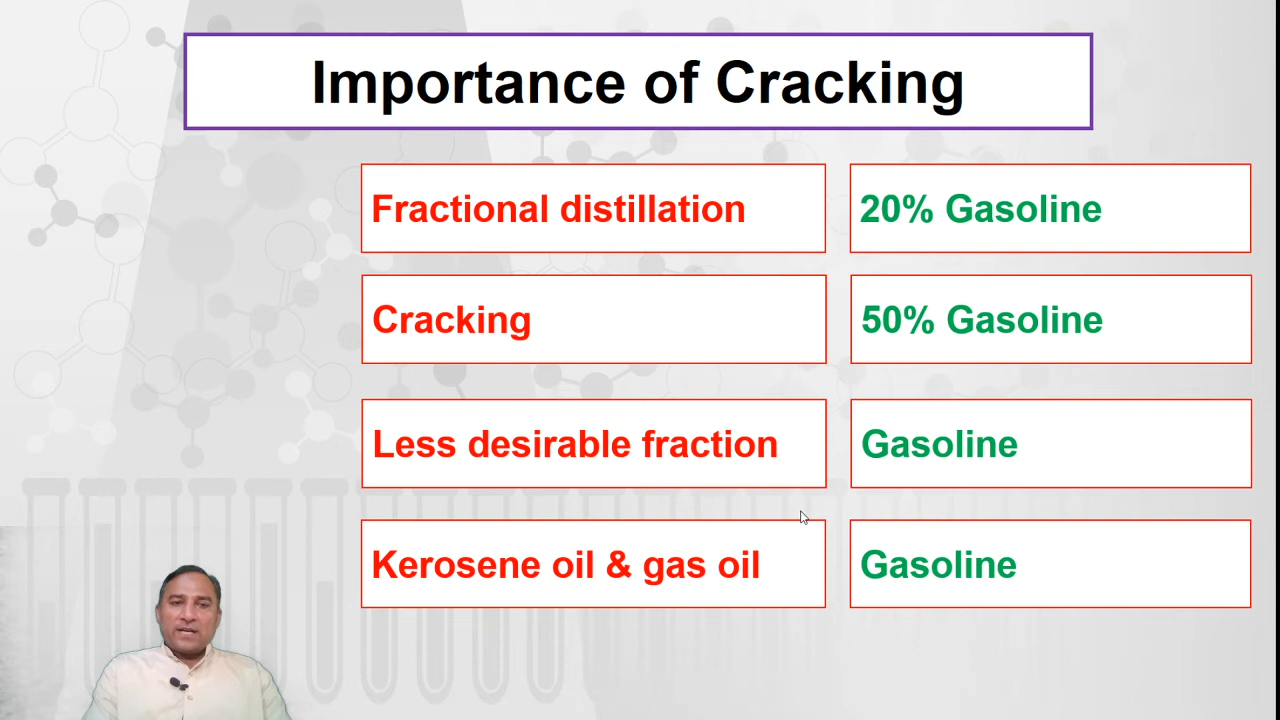 Importance of Cracking
Fractional distillation
20% Gasoline
Cracking
50% Gasoline
Less desirable fraction
Gasoline
Kerosene oil & gas oil
Gasoline